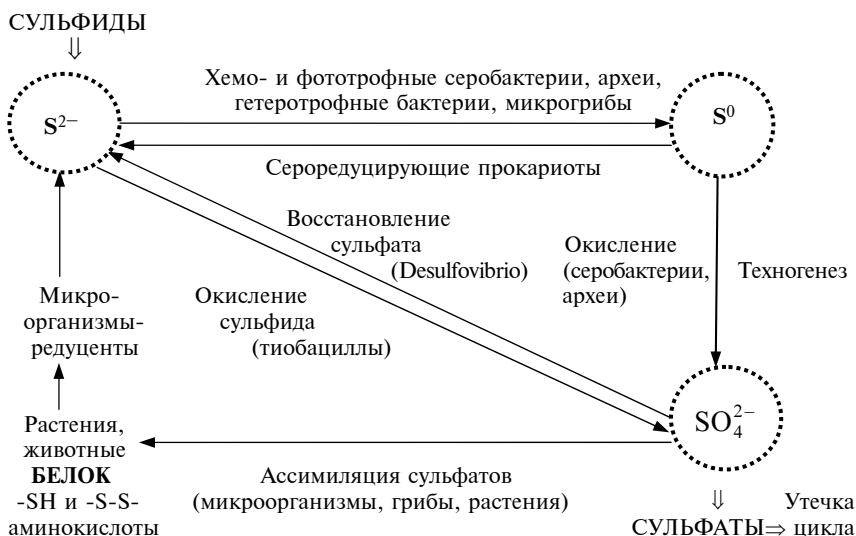 СУЛЬФИДЫ
⇓
S²⁻
Хемо- и фототрофные серобактерии, археи,
гетеротрофные бактерии, микрогрибы
S⁰
Сероредуцирующие прокариоты
Восстановление
сульфата
(Desulfovibrio)
Окисление
сульфида
(тиобациллы)
Окисление
(серобактерии,
археи)
Техногенез
Микро-
организмы-
редуценты
Растения,
животные
БЕЛОК
-SH и -S-S-
аминокислоты
SO₄²⁻
Ассимиляция сульфатов
(микроорганизмы, грибы, растения)
⇓ Утечка
СУЛЬФАТЫ⇒ цикла